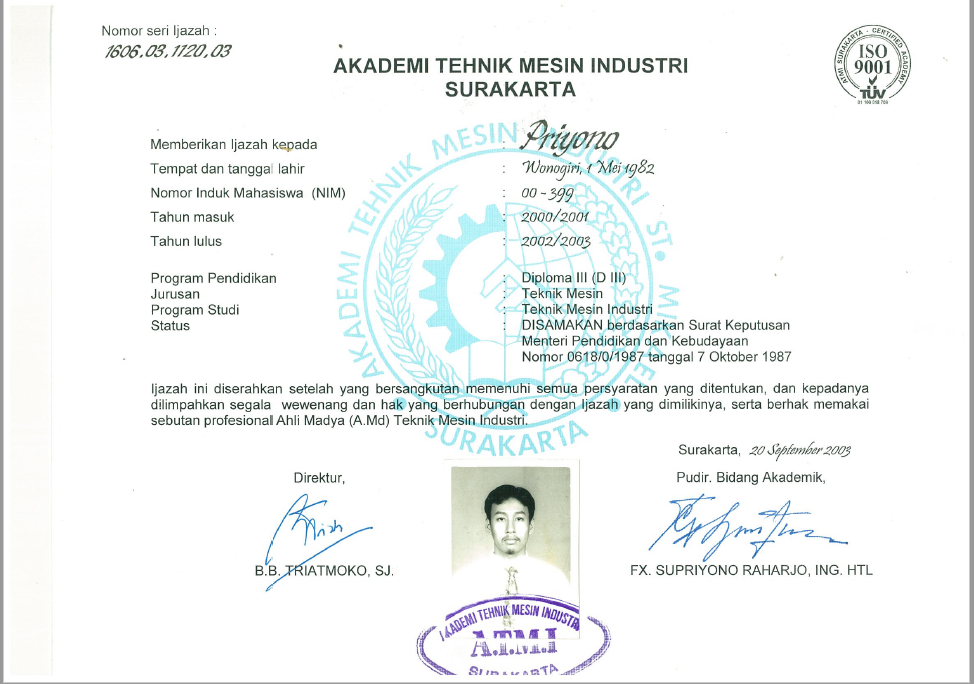 Nomor seri Ijazah :
1606.03.1120.03
AKADEMI TEHNIK MESIN INDUSTRI
SURAKARTA
ATMI SURAKARTA - CERTIFIED ACADEMY
ISO
9001
TÜV
Memberikan Ijazah kepada : Priyono
Tempat dan tanggal lahir : Wonogiri, 1 Mei 1982
Nomor Induk Mahasiswa (NIM) : 00 - 399
Tahun masuk : 2000/2001
Tahun lulus : 2002/2003
Program Pendidikan : Diploma III (D III)
Jurusan : Teknik Mesin
Program Studi : Teknik Mesin Industri
Status : DISAMAKAN berdasarkan Surat Keputusan
Menteri Pendidikan dan Kebudayaan
Nomor 0618/0/1987 tanggal 7 Oktober 1987
AKADEMI TEHNIK MESIN INDUSTRI ST. MICKAEL
SURAKARTA
Ijazah ini diserahkan setelah yang bersangkutan memenuhi semua persyaratan yang ditentukan, dan kepadanya
dilimpahkan segala wewenang dan hak yang berhubungan dengan Ijazah yang dimilikinya, serta berhak memakai
sebutan profesional Ahli Madya (A.Md) Teknik Mesin Industri.
Surakarta, 20 September 2003
Direktur,
Pudir. Bidang Akademik,
B.B. TRIATMOKO, SJ.
FX. SUPRIYONO RAHARJO, ING. HTL
AKADEMI TEHNIK MESIN INDUSTRI
A.T.M.I
SURAKARTA